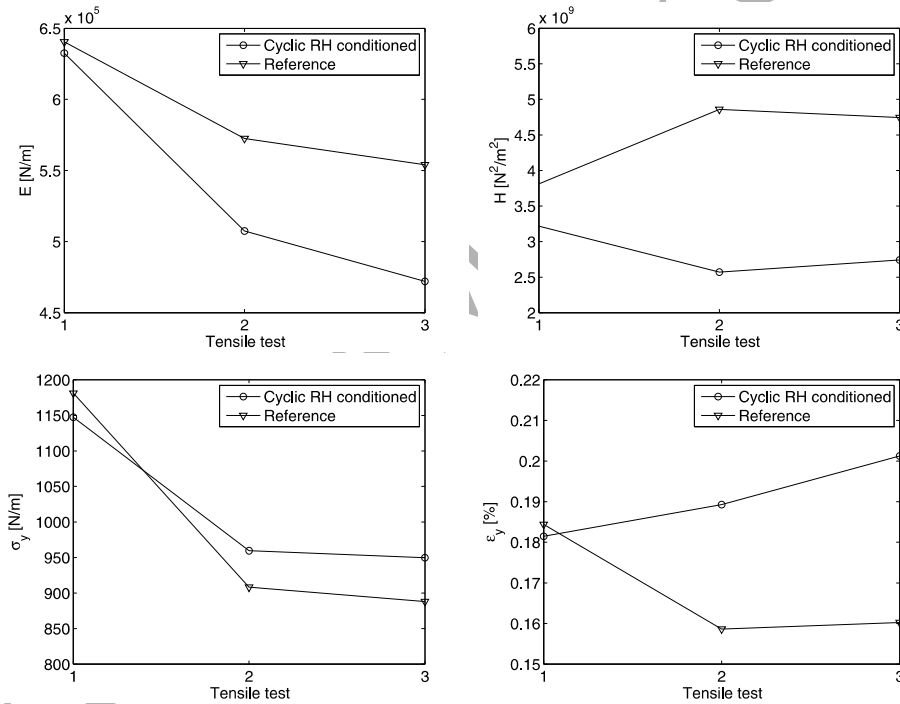 x 10^5
6.5
6
5.5
5
4.5
E [N/m]
1 2 3
Tensile test
Cyclic RH conditioned
Reference
x 10^9
6
5.5
5
4.5
4
3.5
3
2.5
2
H [N^2/m^2]
1 2 3
Tensile test
Cyclic RH conditioned
Reference
1200
1150
1100
1050
1000
950
900
850
800
σ_y [N/m]
1 2 3
Tensile test
Cyclic RH conditioned
Reference
0.22
0.21
0.2
0.19
0.18
0.17
0.16
0.15
ε_y [%]
1 2 3
Tensile test
Cyclic RH conditioned
Reference